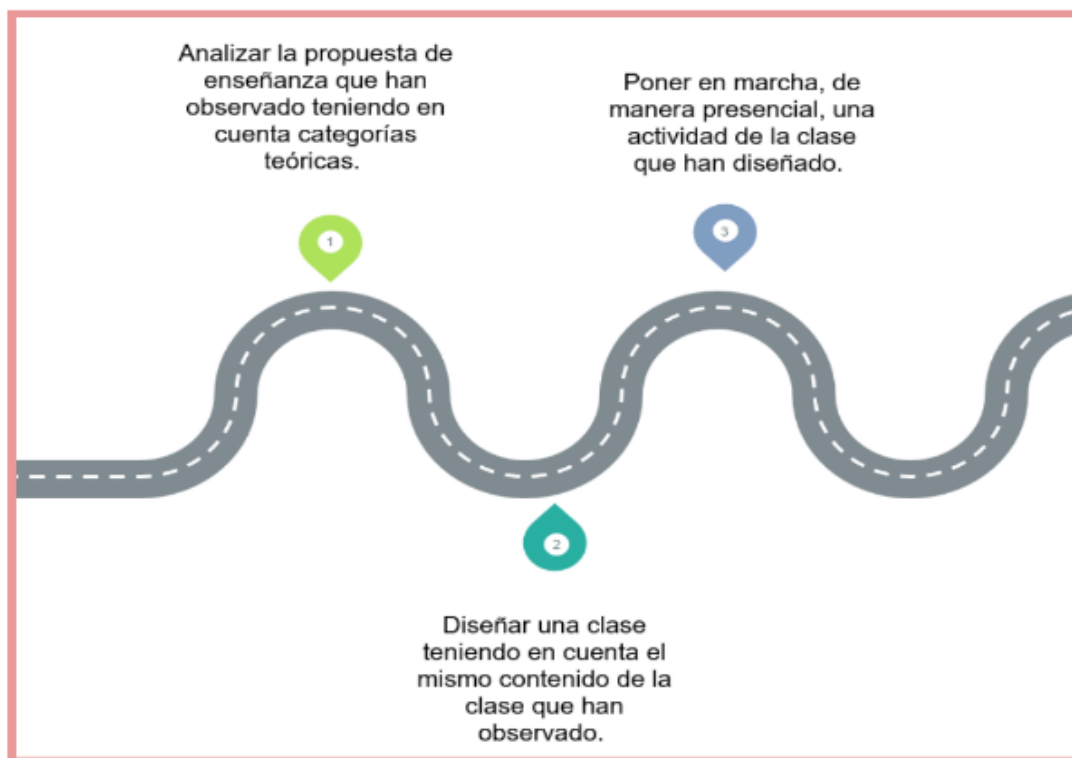 Analizar la propuesta de
enseñanza que han
observado teniendo en
cuenta categorías
teóricas.
1
Diseñar una clase
teniendo en cuenta el
mismo contenido de la
clase que han
observado.
2
Poner en marcha, de
manera presencial, una
actividad de la clase
que han diseñado.
3